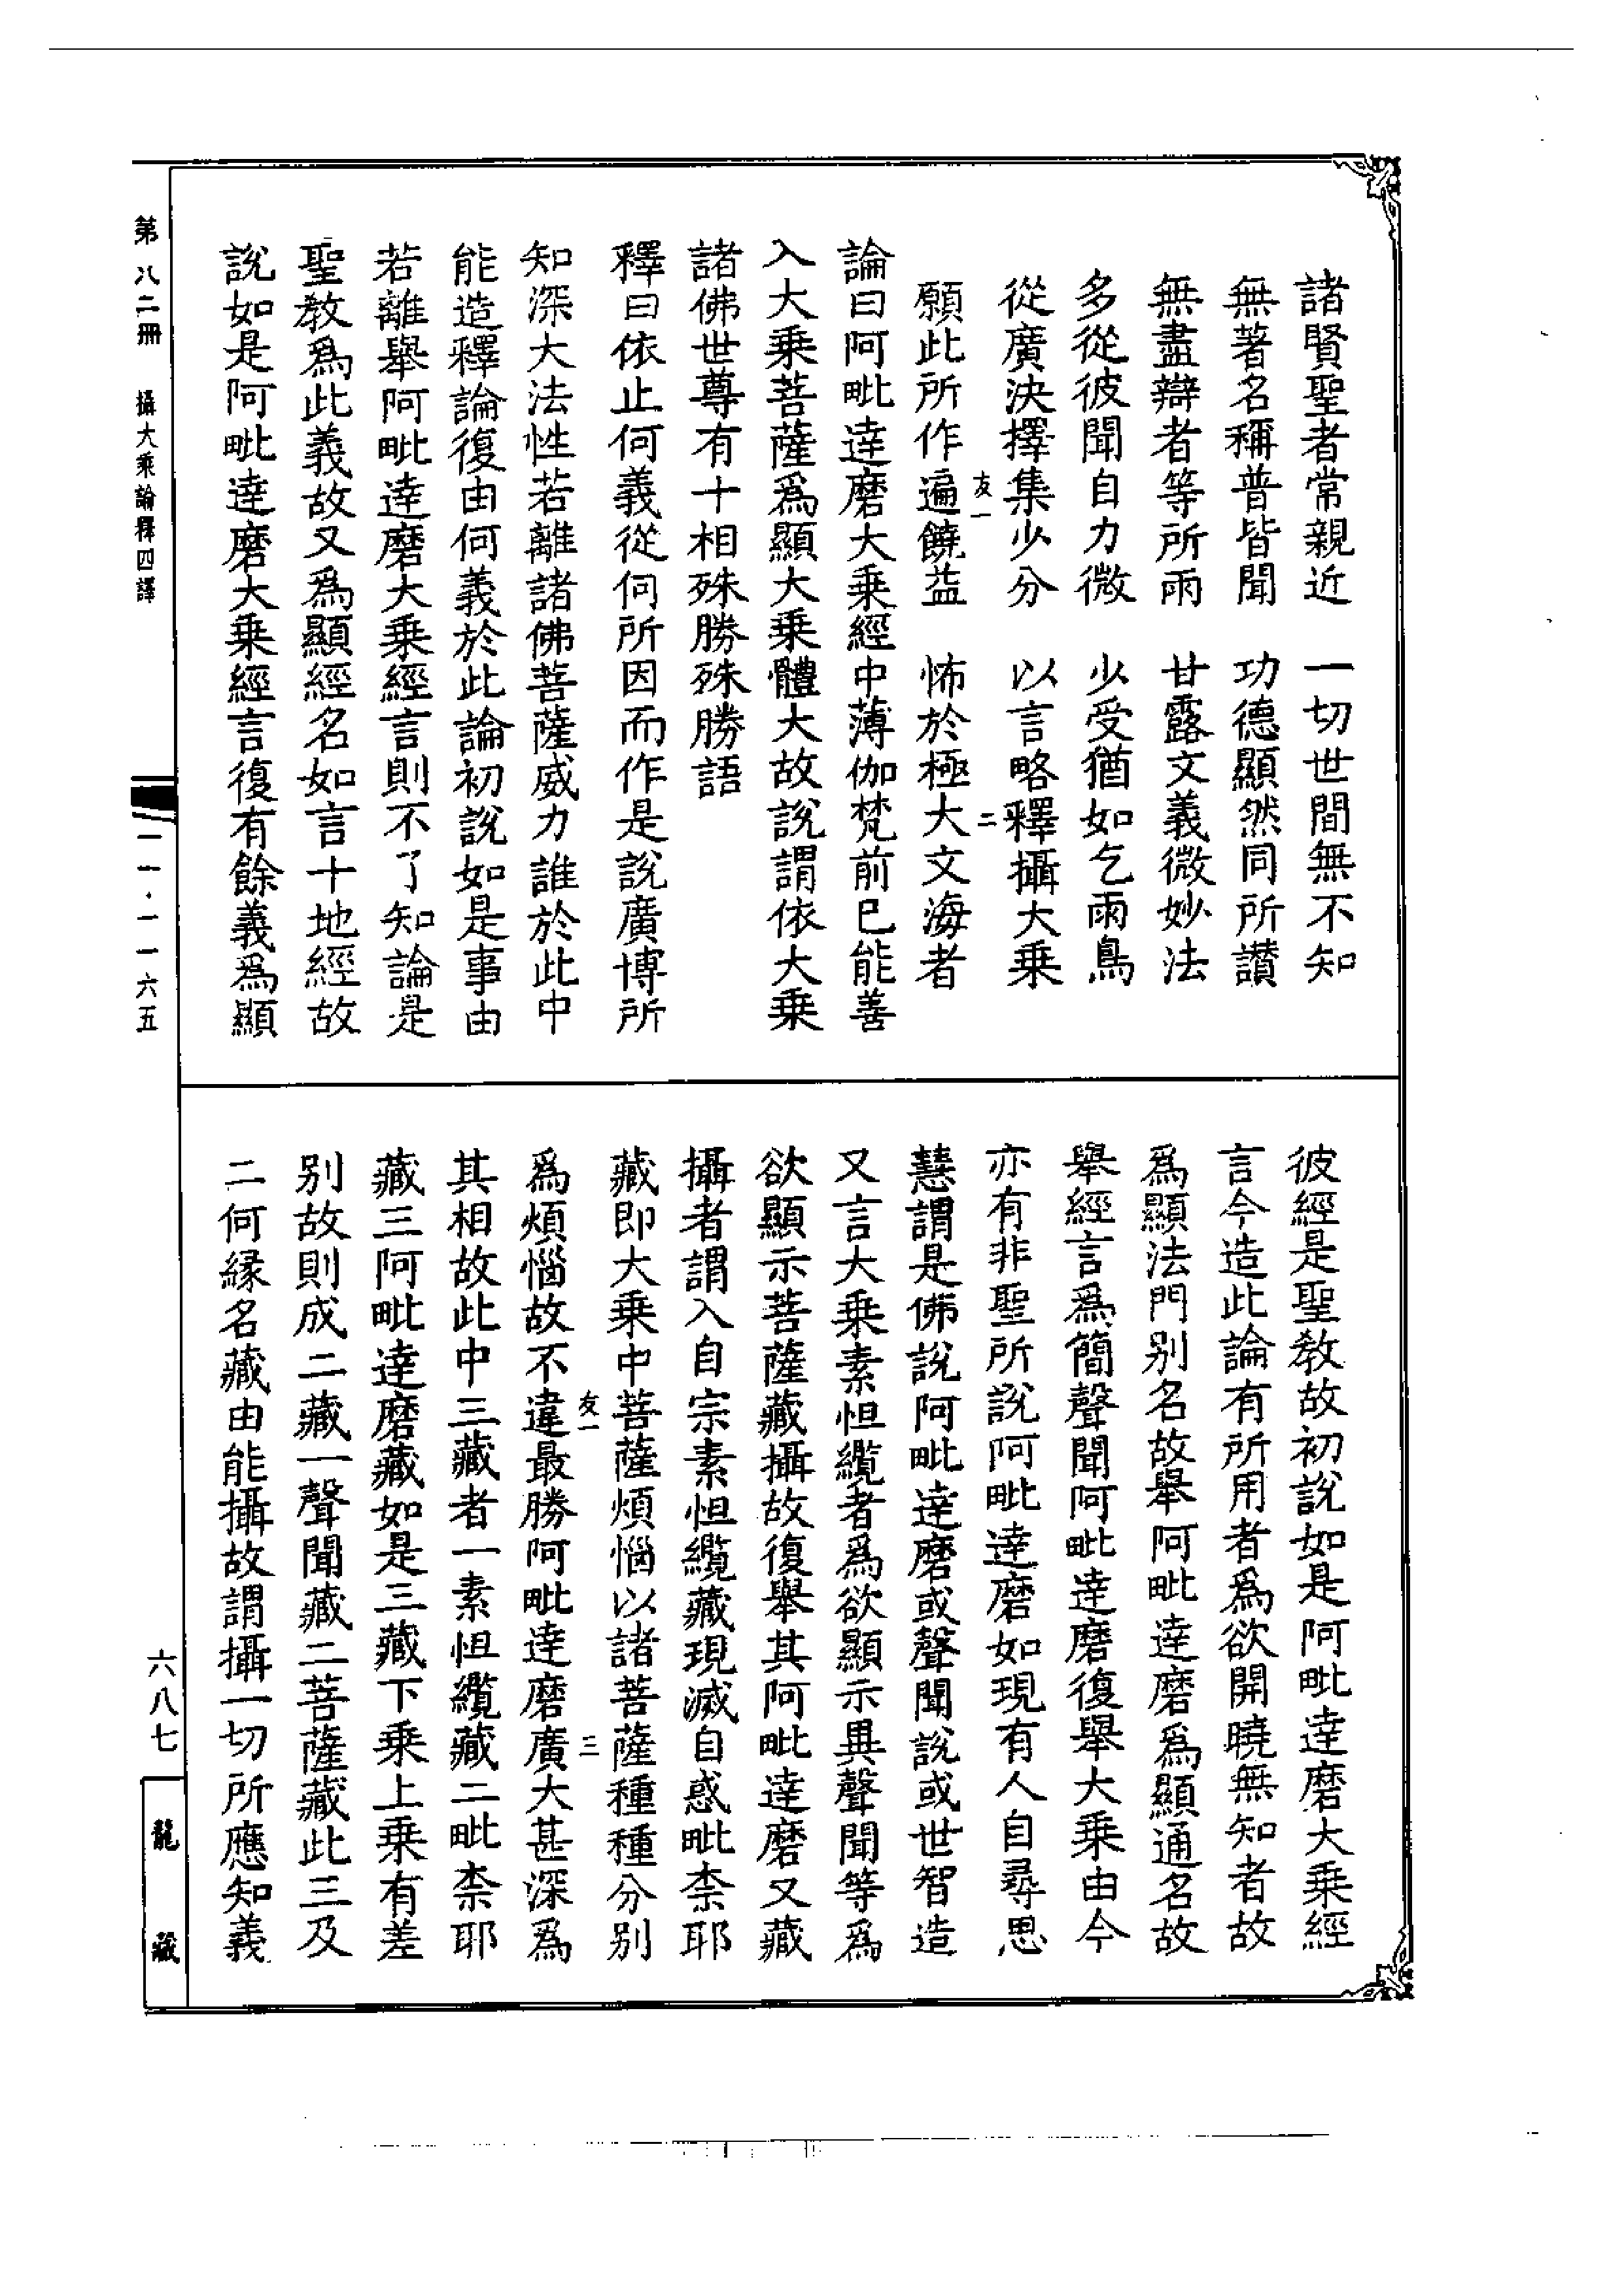 諸賢聖者常親近　一切世間無不知
無著名稱普皆聞　功德顯然同所讃
無盡辯者等所雨　甘露文義微妙法
多從彼聞自力微　少受猶如乞雨鳥
從廣決擇集少分　以言略釋攝大乗
友一　二
願此所作遍饒益　怖於極大文海者
論曰阿毗達磨大乗經中薄伽梵前已能善
入大乗菩薩爲顯大乗體大故說謂依大乗
諸佛世尊有十相殊勝殊勝語
釋曰依止何義從何所因而作是說廣博所
知深大法性若離諸佛菩薩威力誰於此中
能造釋論復由何義於此論初說如是事由
若離舉阿毗達磨大乗經言則不了知論是
聖教爲此義故又爲顯經名如言十地經故
說如是阿毗達磨大乗經言復有餘義爲顯
彼經是聖教故初說如是阿毗達磨大乗經
言今造此論有所用者爲欲開曉無知者故
爲顯法門别名故舉阿毗達磨爲顯通名故
舉經言爲簡聲聞阿毗達磨復舉大乗由今
亦有非聖所說阿毗達磨如現有人自尋思
慧謂是佛說阿毗達磨或聲聞說或世智造
又言大乗素怛纜者爲欲顯示異聲聞等爲
欲顯示菩薩藏攝故復舉其阿毗達磨又藏
攝者謂入自宗素怛纜藏現滅自惑毗柰耶
藏即大乗中菩薩煩惱以諸菩薩種種分别
友一　三
爲煩惱故不違最勝阿毗達磨廣大甚深爲
其相故此中三藏者一素怛纜藏二毗柰耶
藏三阿毗達磨藏如是三藏下乗上乗有差
别故則成二藏一聲聞藏二菩薩藏此三及
二何縁名藏由能攝故謂攝一切所應知義
第八二冊　攝大乘論釋四譯　一一·一一六五
六八七　龍藏